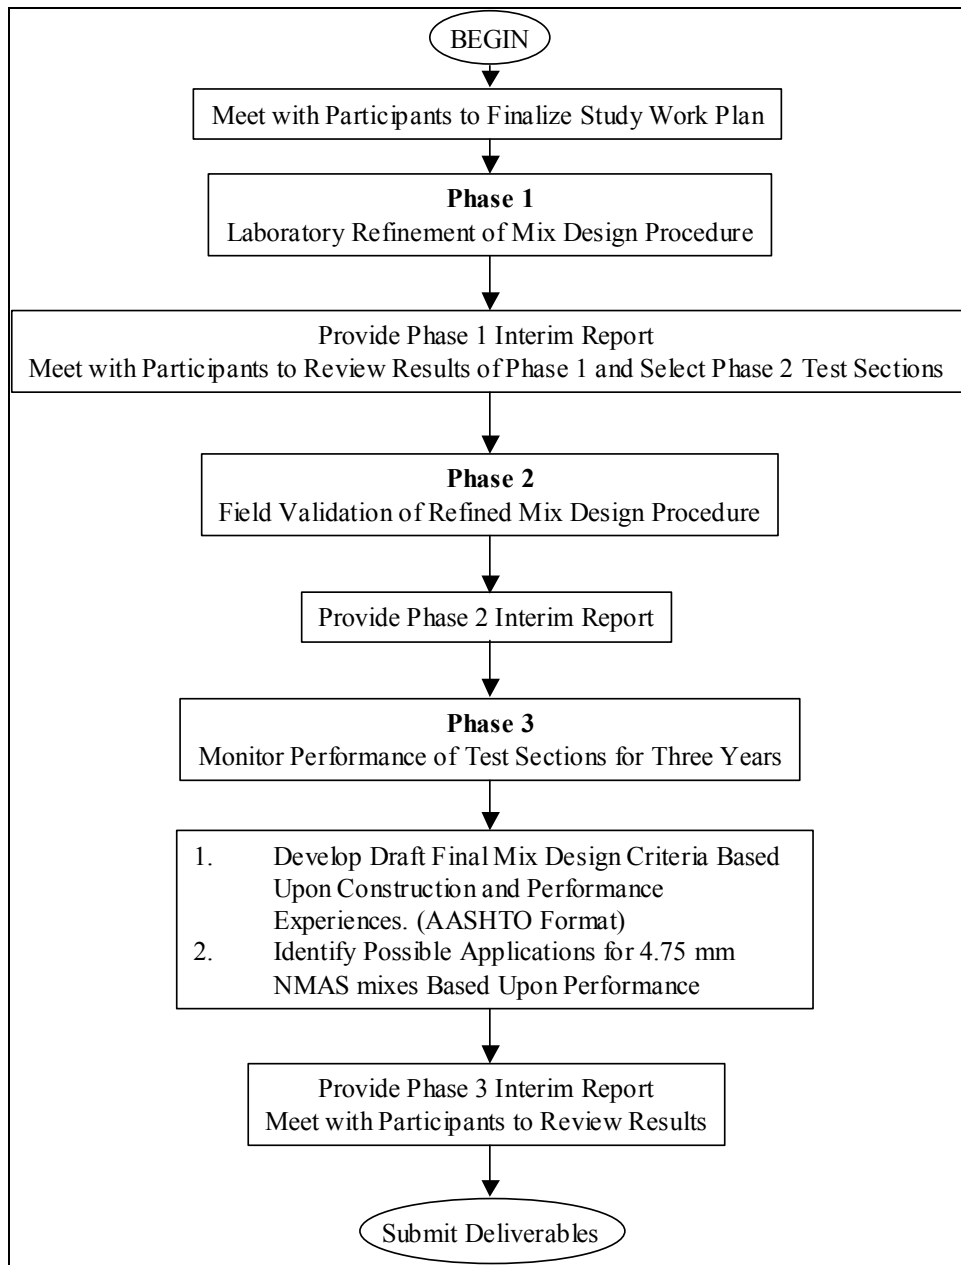 BEGIN
Meet with Participants to Finalize Study Work Plan
Phase 1
Laboratory Refinement of Mix Design Procedure
Provide Phase 1 Interim Report
Meet with Participants to Review Results of Phase 1 and Select Phase 2 Test Sections
Phase 2
Field Validation of Refined Mix Design Procedure
Provide Phase 2 Interim Report
Phase 3
Monitor Performance of Test Sections for Three Years
1. Develop Draft Final Mix Design Criteria Based
Upon Construction and Performance
Experiences. (AASHTO Format)
2. Identify Possible Applications for 4.75 mm
NMAS mixes Based Upon Performance
Provide Phase 3 Interim Report
Meet with Participants to Review Results
Submit Deliverables